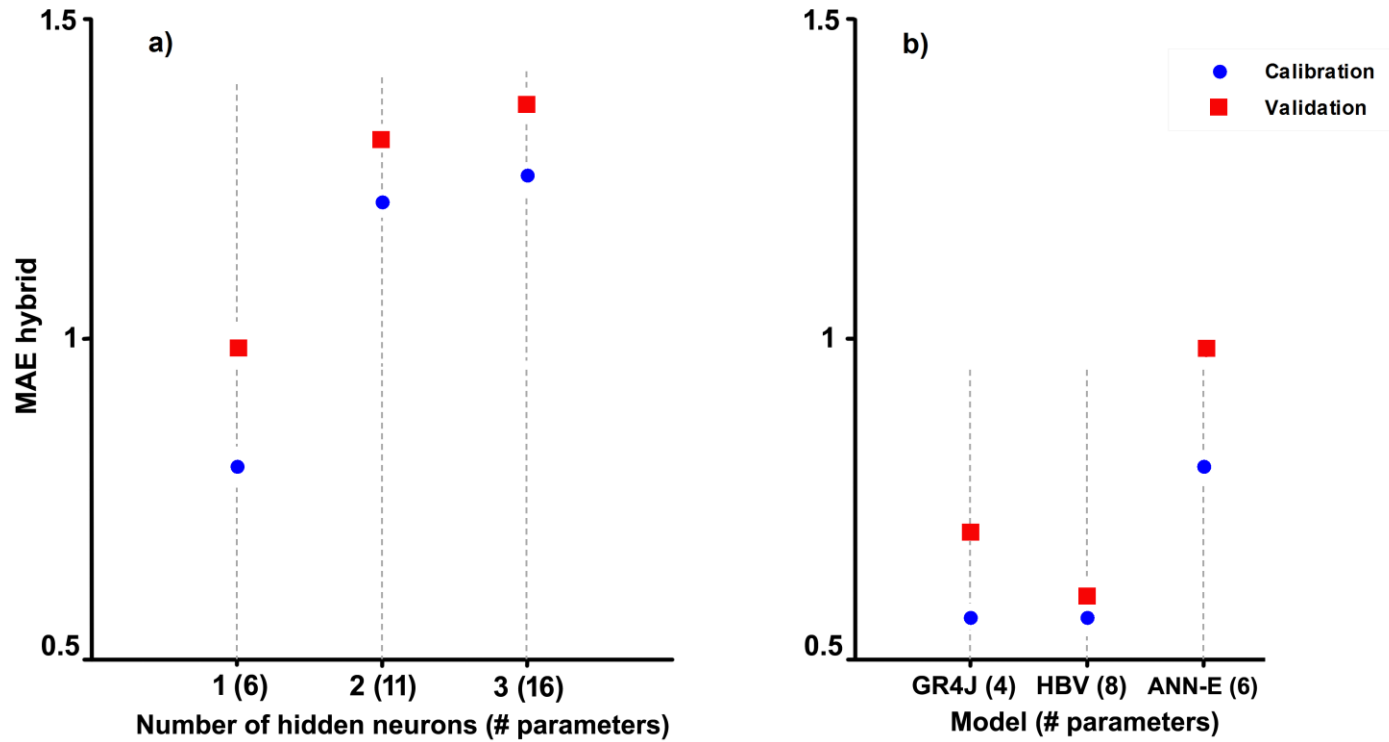 a)
1.5
1
0.5
MAE hybrid
1 (6) 2 (11) 3 (16)
Number of hidden neurons (# parameters)
b)
Calibration
Validation
1.5
1
0.5
GR4J (4) HBV (8) ANN-E (6)
Model (# parameters)